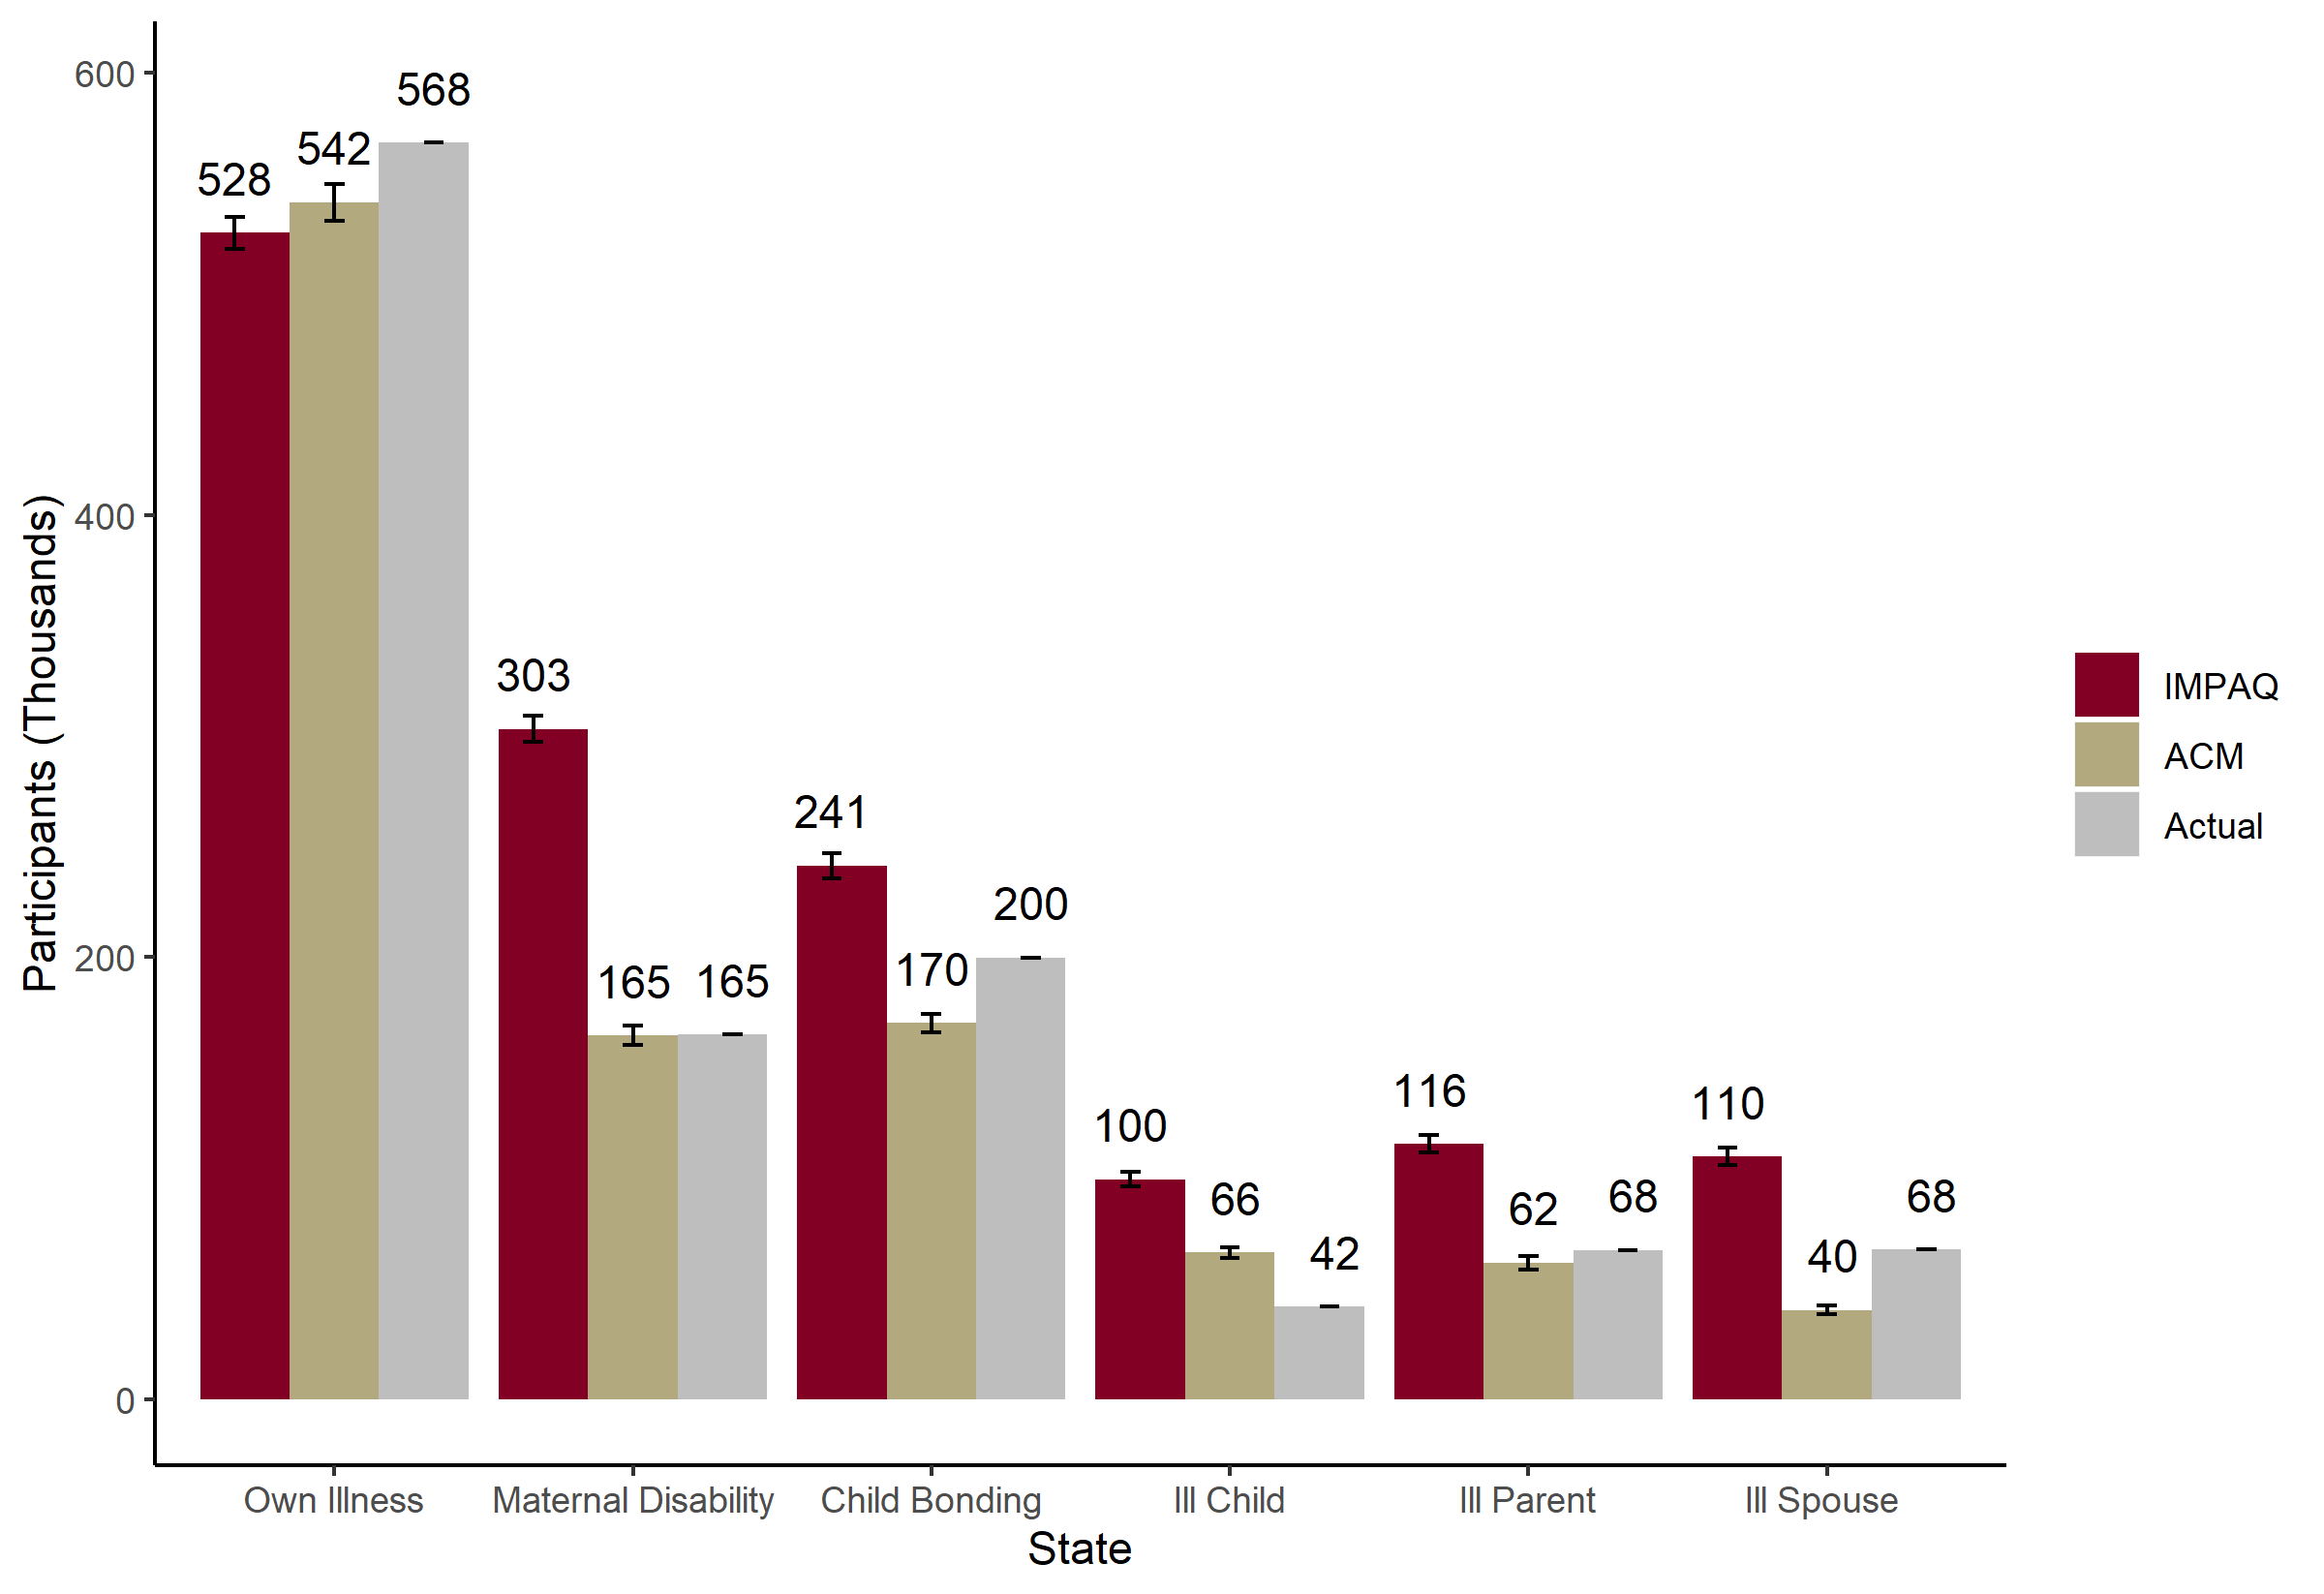 Participants (Thousands)
600
400
200
0
528
542
568
303
165
165
241
170
200
100
66
42
116
62
68
110
40
68
Own Illness
Maternal Disability
Child Bonding
Ill Child
Ill Parent
Ill Spouse
State
IMPAQ
ACM
Actual